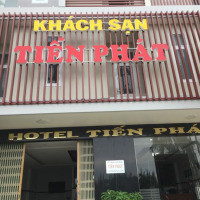 KHÁCH SẠN
TIẾN PHÁT
HOTEL TIẾN PHÁ